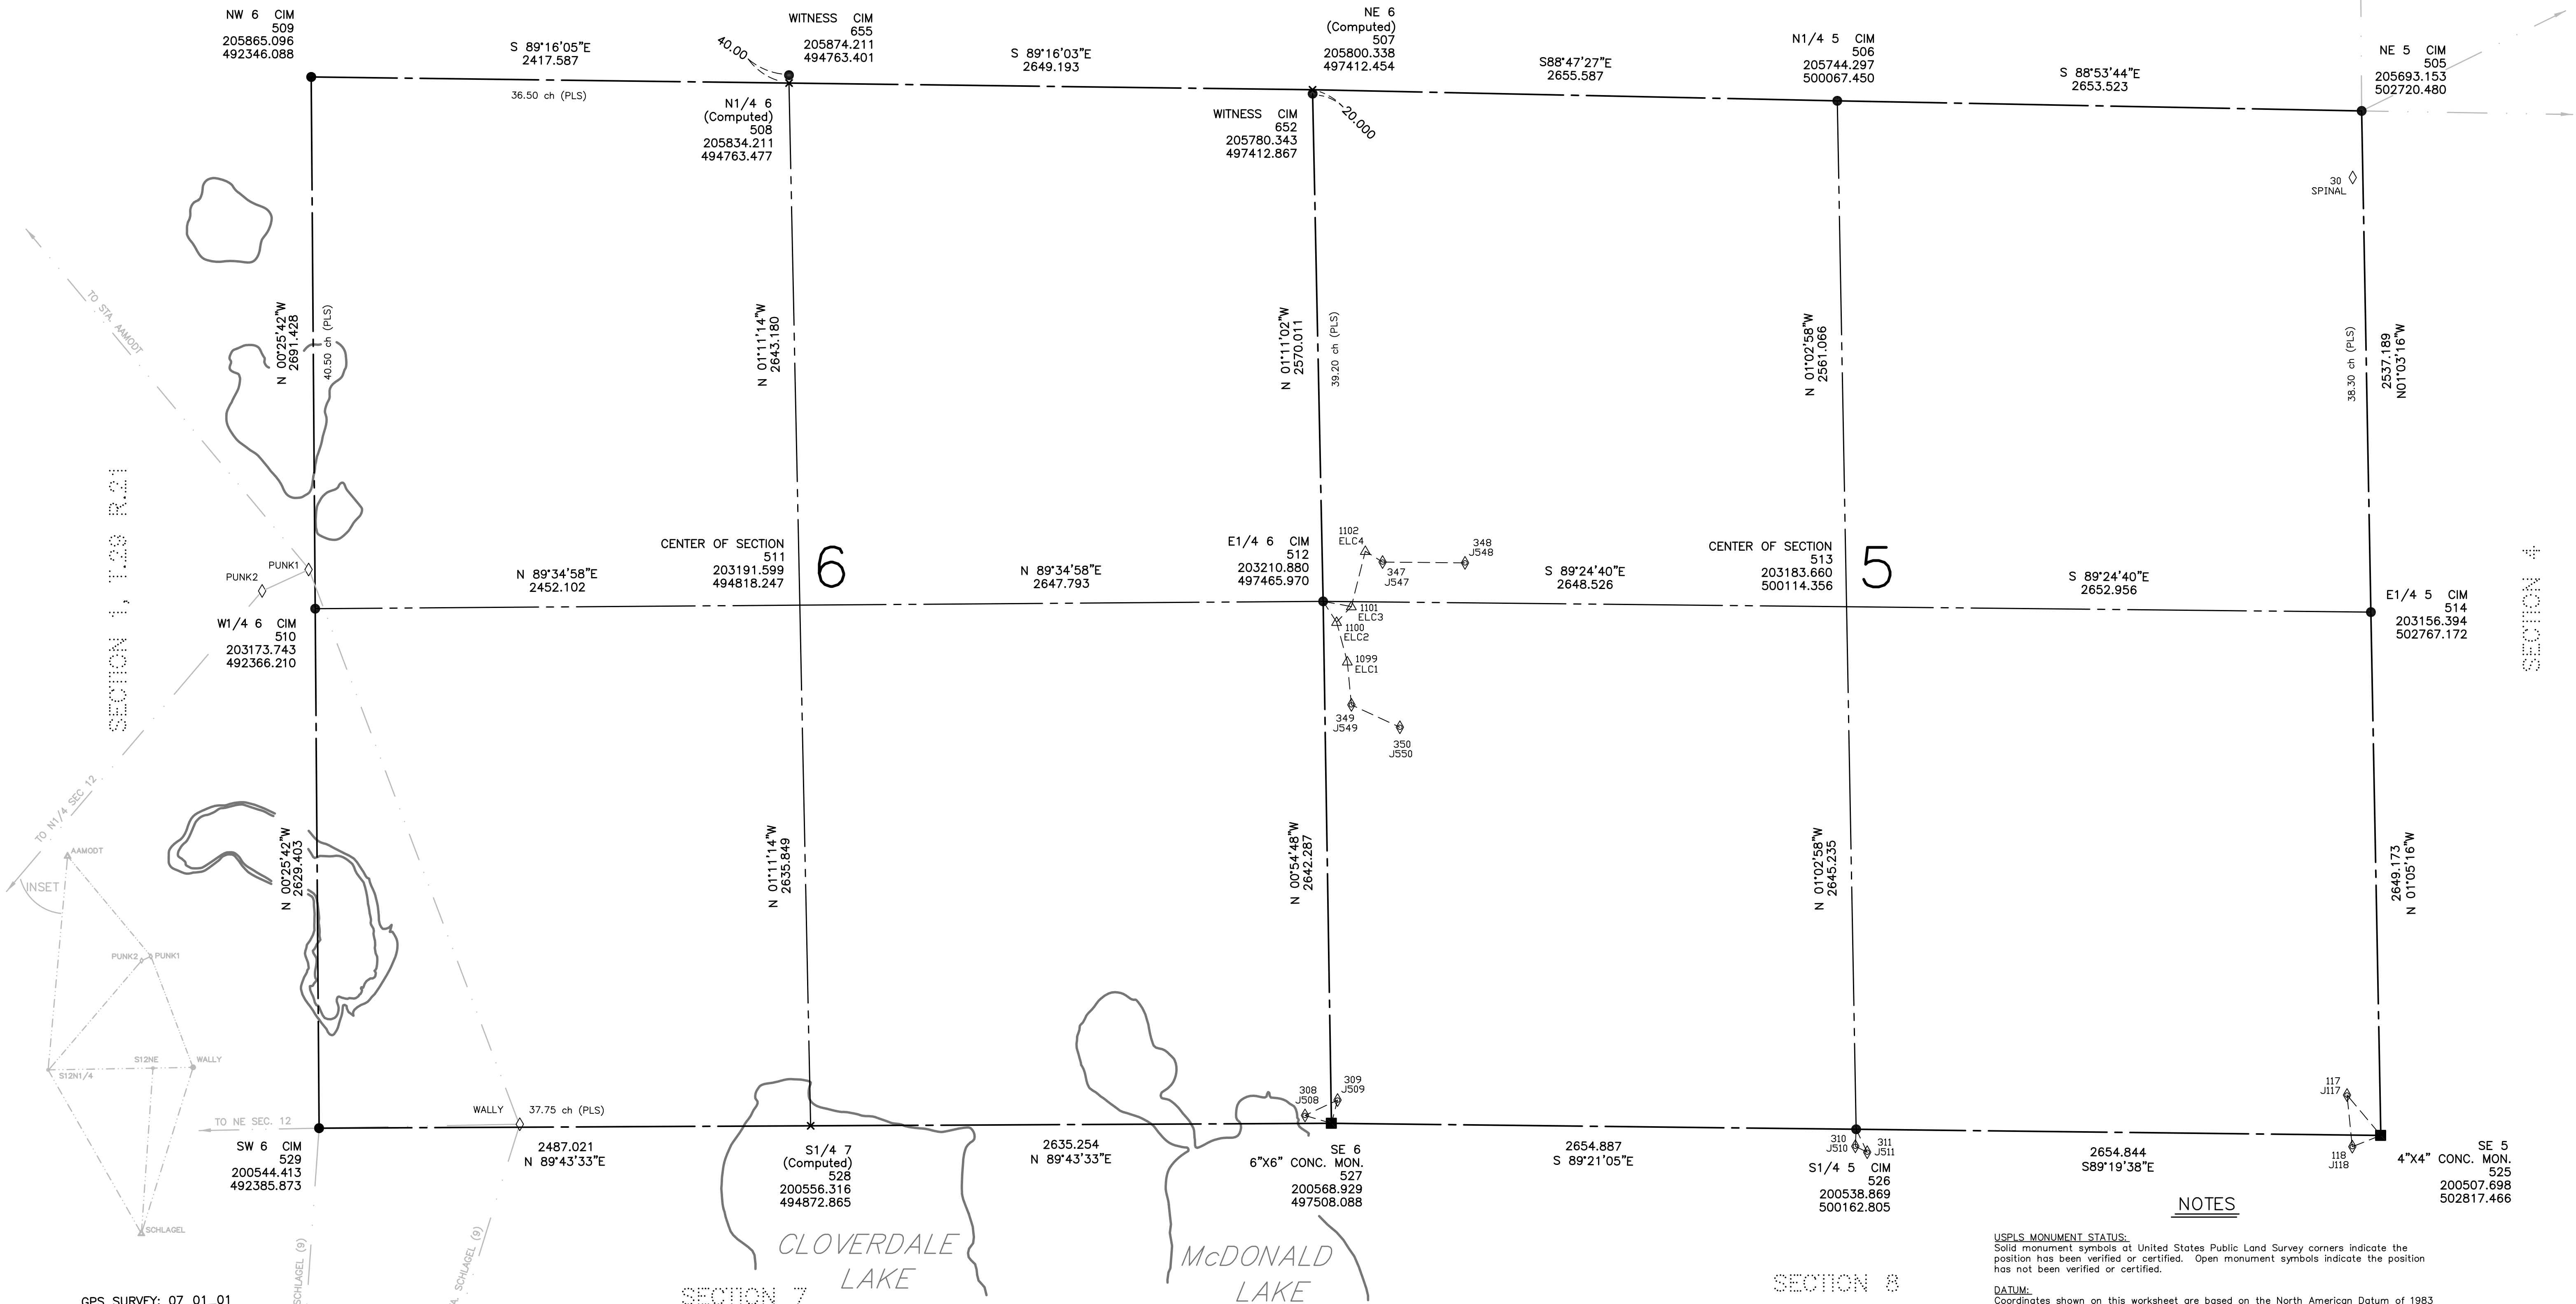 NW 6 CIM
509
205865.096
492346.088
S 89°16'05"E
2417.587
36.50 ch (PLS)
40.00
WITNESS CIM
655
205874.211
494763.401
N1/4 6
(Computed)
508
205834.211
494763.477
S 89°16'03"E
2649.193
NE 6
(Computed)
507
205800.338
497412.454
WITNESS CIM
652
205780.343
497412.867
20.000
S88°47'27"E
2655.587
N1/4 5 CIM
506
205744.297
500067.450
S 88°53'44"E
2653.523
NE 5 CIM
505
205693.153
502720.480
30
SPINAL
TO STA. AAMODT
N 00°25'42"W
2691.428
40.50 ch (PLS)
N 01°11'14"W
2643.180
N 01°11'02"W
2570.011
39.20 ch (PLS)
N 01°02'58"W
2561.066
38.30 ch (PLS)
2537.189
N01°03'16"W
SECTION 1, T.29 R.21
PUNK1
PUNK2
W1/4 6 CIM
510
203173.743
492366.210
N 89°34'58"E
2452.102
CENTER OF SECTION
511
203191.599
494818.247
6
N 89°34'58"E
2647.793
E1/4 6 CIM
512
203210.880
497465.970
1102
ELC4
347
J547
348
J548
1101
ELC3
1100
ELC2
1099
ELC1
349
J549
350
J550
S 89°24'40"E
2648.526
CENTER OF SECTION
513
203183.660
500114.356
5
S 89°24'40"E
2652.956
E1/4 5 CIM
514
203156.394
502767.172
SECTION 4
TO N1/4 SEC 12
N 00°25'42"W
2629.403
N 01°11'14"W
2635.849
N 00°54'48"W
2642.287
N 01°02'58"W
2645.235
2649.173
N 01°05'16"W
AAMODT
INSET
PUNK2
PUNK1
S12NE
WALLY
S12N1/4
SCHLAGEL
TO NE SEC. 12
SW 6 CIM
529
200544.413
492385.873
WALLY
37.75 ch (PLS)
2487.021
N 89°43'33"E
S1/4 7
(Computed)
528
200556.316
494872.865
2635.254
N 89°43'33"E
308
J508
309
J509
SE 6
6"X6" CONC. MON.
527
200568.929
497508.088
2654.887
S 89°21'05"E
310
J510
311
J511
S1/4 5 CIM
526
200538.869
500162.805
2654.844
S89°19'38"E
117
J117
118
J118
SE 5
4"X4" CONC. MON.
525
200507.698
502817.466
SCHLAGEL (9)
A. SCHLAGEL (9)
CLOVERDALE
LAKE
McDONALD
LAKE
SECTION 7
SECTION 8
NOTES
USPLS MONUMENT STATUS:
Solid monument symbols at United States Public Land Survey corners indicate the
position has been verified or certified. Open monument symbols indicate the position
has not been verified or certified.
DATUM:
Coordinates shown on this worksheet are based on the North American Datum of 1983
GPS SURVEY: 07_01_01